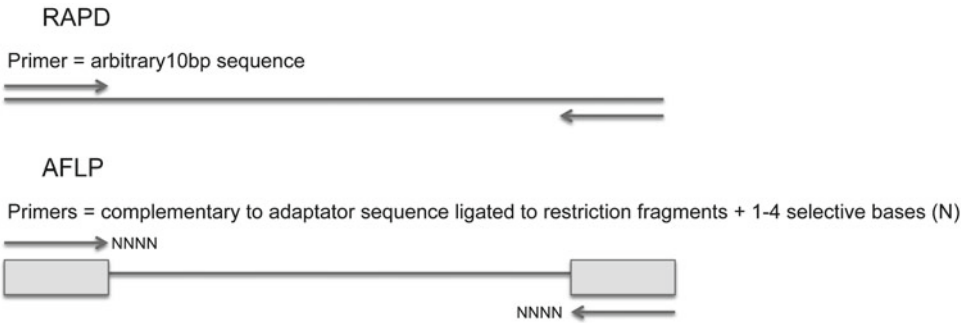 RAPD
Primer = arbitrary10bp sequence
AFLP
Primers = complementary to adaptator sequence ligated to restriction fragments + 1-4 selective bases (N)
NNNN
NNNN